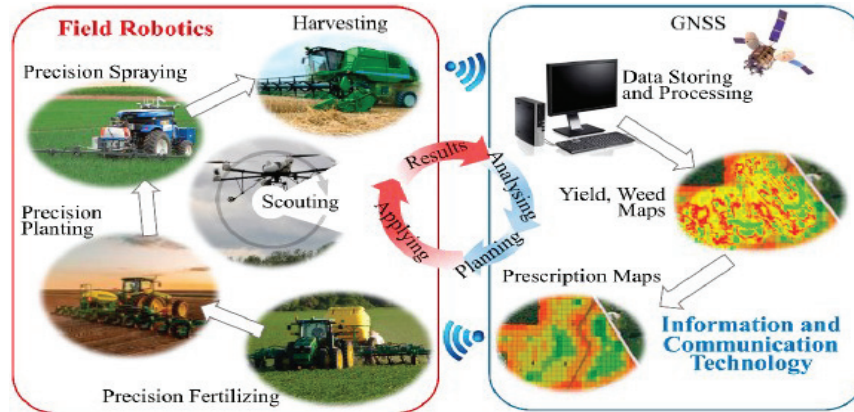 Field Robotics
Harvesting
Precision Spraying
Scouting
Precision
Planting
Precision Fertilizing
Results
Analysing
Planning
Applying
GNSS
Data Storing
and Processing
Yield, Weed
Maps
Prescription Maps
Information and
Communication
Technology